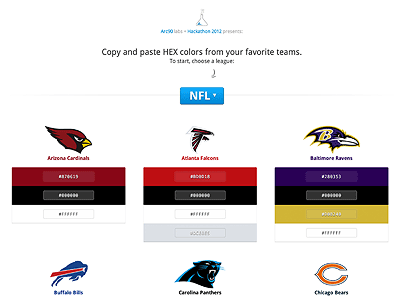 Arc90 labs + Hackathon 2012 presents:
Copy and paste HEX colors from your favorite teams.
To start, choose a league:
NFL
Arizona Cardinals
Atlanta Falcons
Baltimore Ravens
#870619
#BD0D18
#280353
#000000
#000000
#000000
#FFFFFF
#FFFFFF
#FFFFFF
Buffalo Bills
Carolina Panthers
Chicago Bears